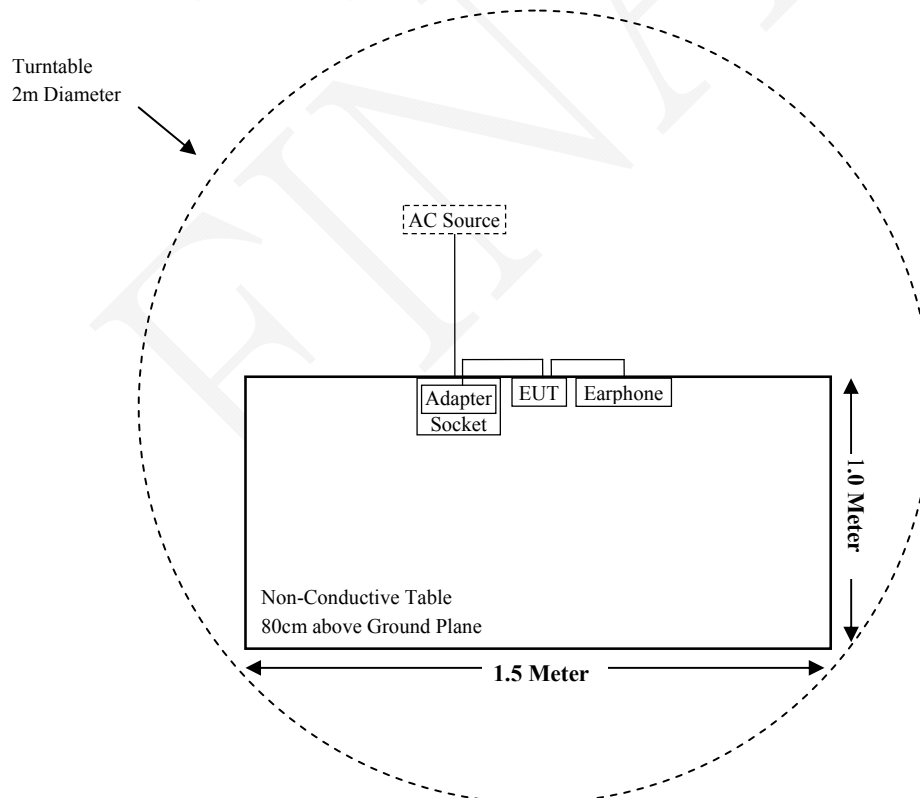 Turntable
2m Diameter
AC Source
Adapter
Socket
EUT
Earphone
1.0 Meter
Non-Conductive Table
80cm above Ground Plane
1.5 Meter